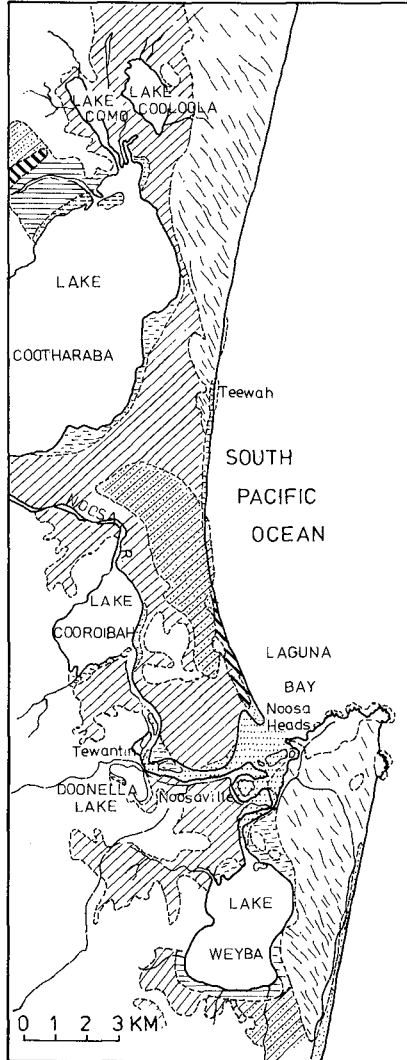 LAKE
COMO
LAKE
COOLOOLA
LAKE
COOTHARABA
Teewah
SOUTH
PACIFIC
OCEAN
NOOSA
R
LAKE
COOROIBAH
LAGUNA
BAY
Noosa
Heads
Tewantin
DOONELLA
LAKE
Noosaville
LAKE
WEYBA
0 1 2 3 KM